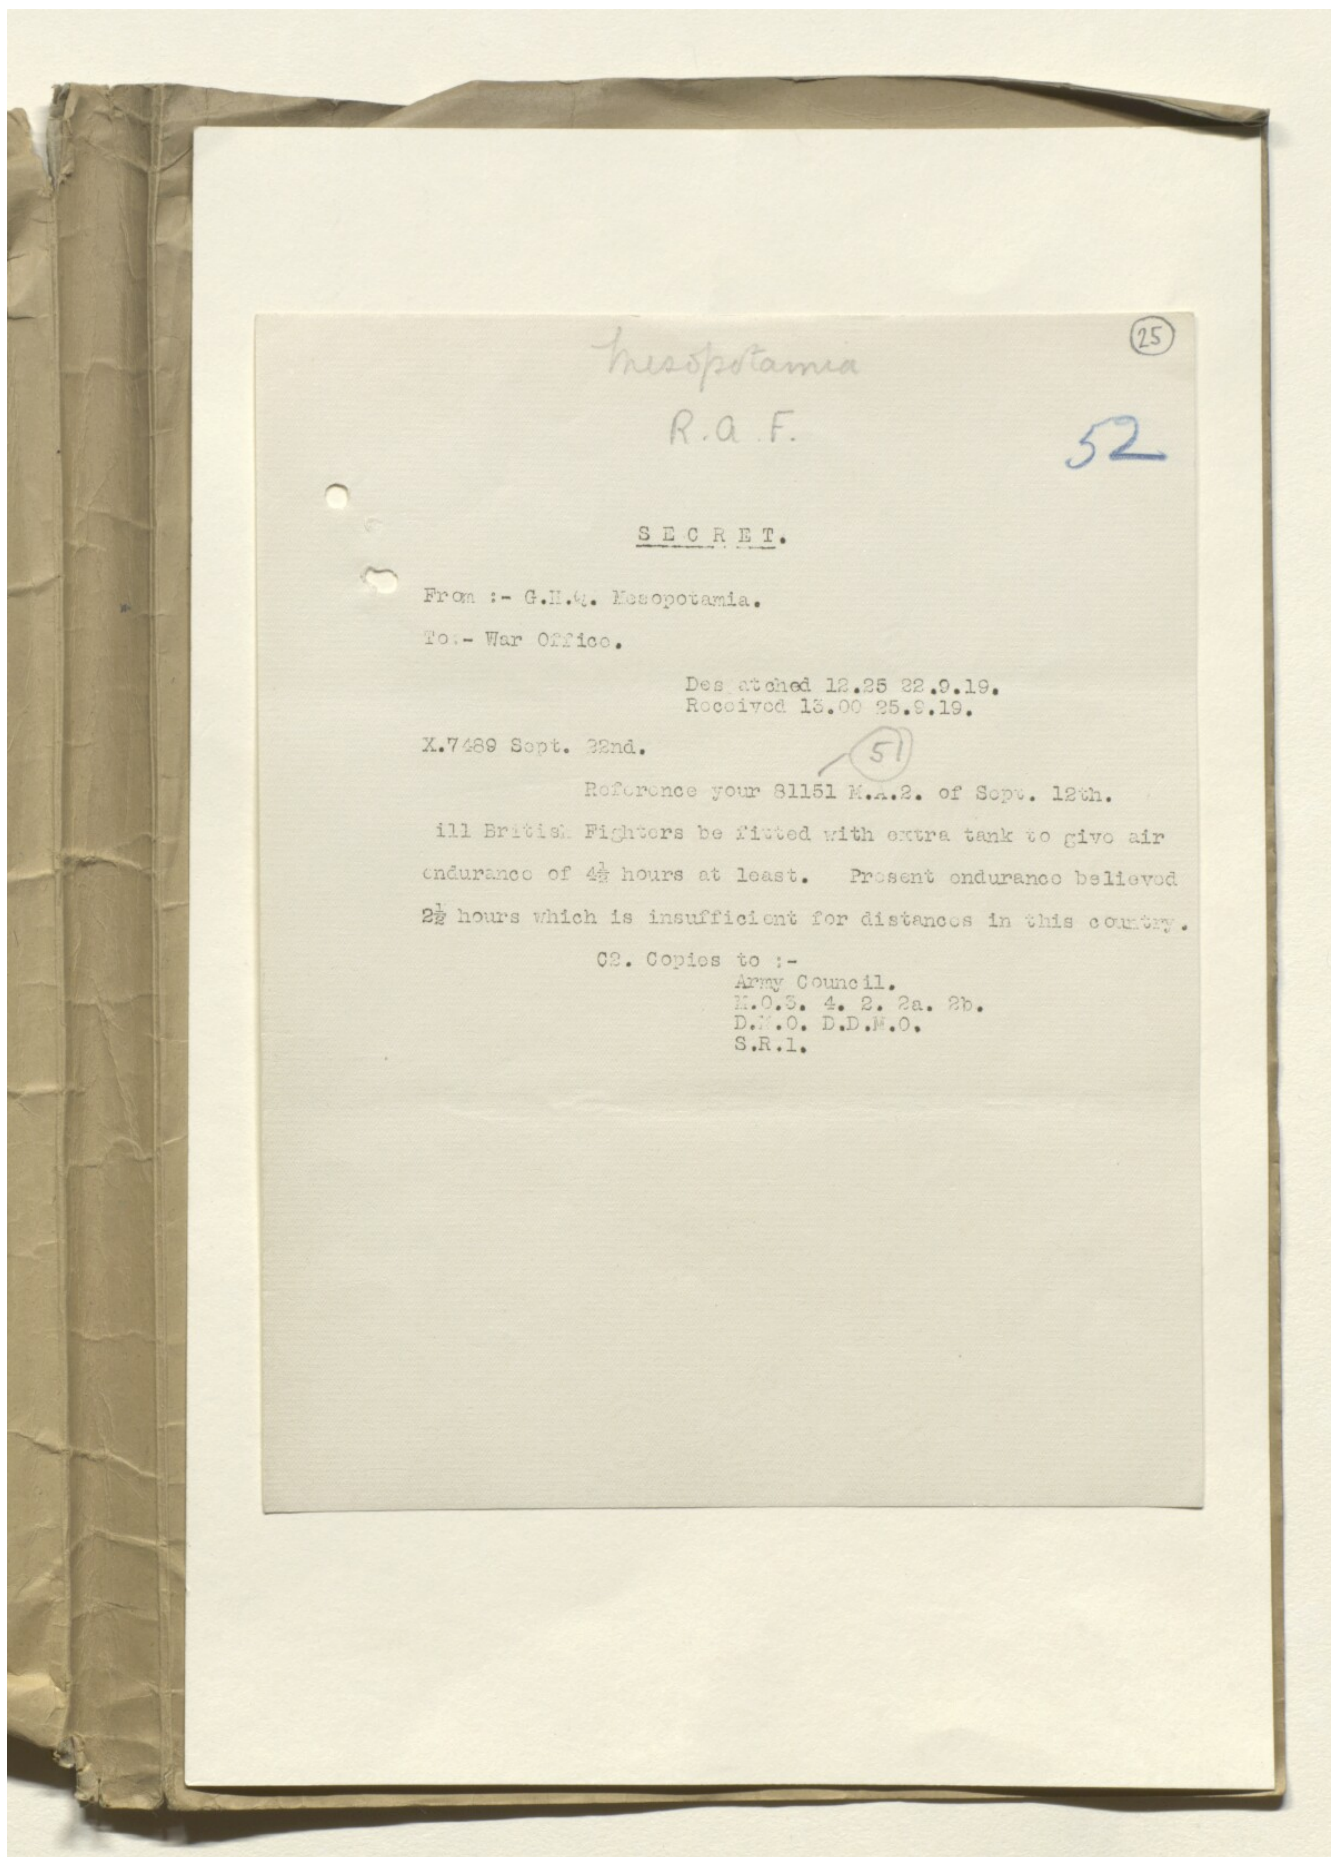 25
Mesopotamia
R.A.F.
52
SECRET.
From :- G.H.Q. Mesopotamia.
To:- War Office.
Despatched 12.25 22.9.19.
Received 13.00 25.9.19.
X.7489 Sept. 22nd.
51
Reference your 81151 M.A.2. of Sept. 12th.
ill British Fighters be fitted with extra tank to give air
endurance of 4½ hours at least. Present endurance believed
2½ hours which is insufficient for distances in this country.
C2. Copies to :-
Army Council.
M.O.3. 4. 2. 2a. 2b.
D.M.O. D.D.M.O.
S.R.1.